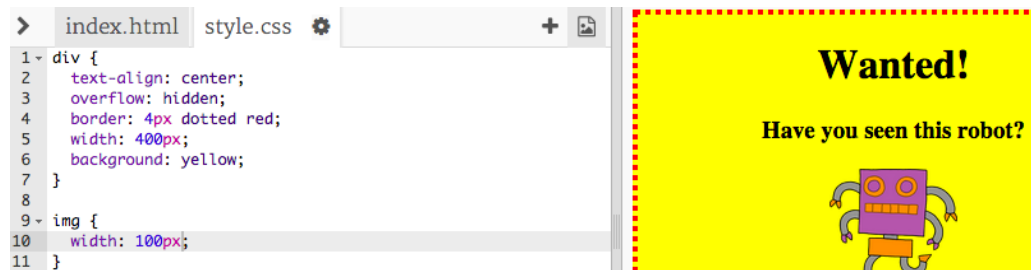 index.html style.css
1 div {
2 text-align: center;
3 overflow: hidden;
4 border: 4px dotted red;
5 width: 400px;
6 background: yellow;
7 }
8
9 img {
10 width: 100px;
11 }
Wanted!
Have you seen this robot?